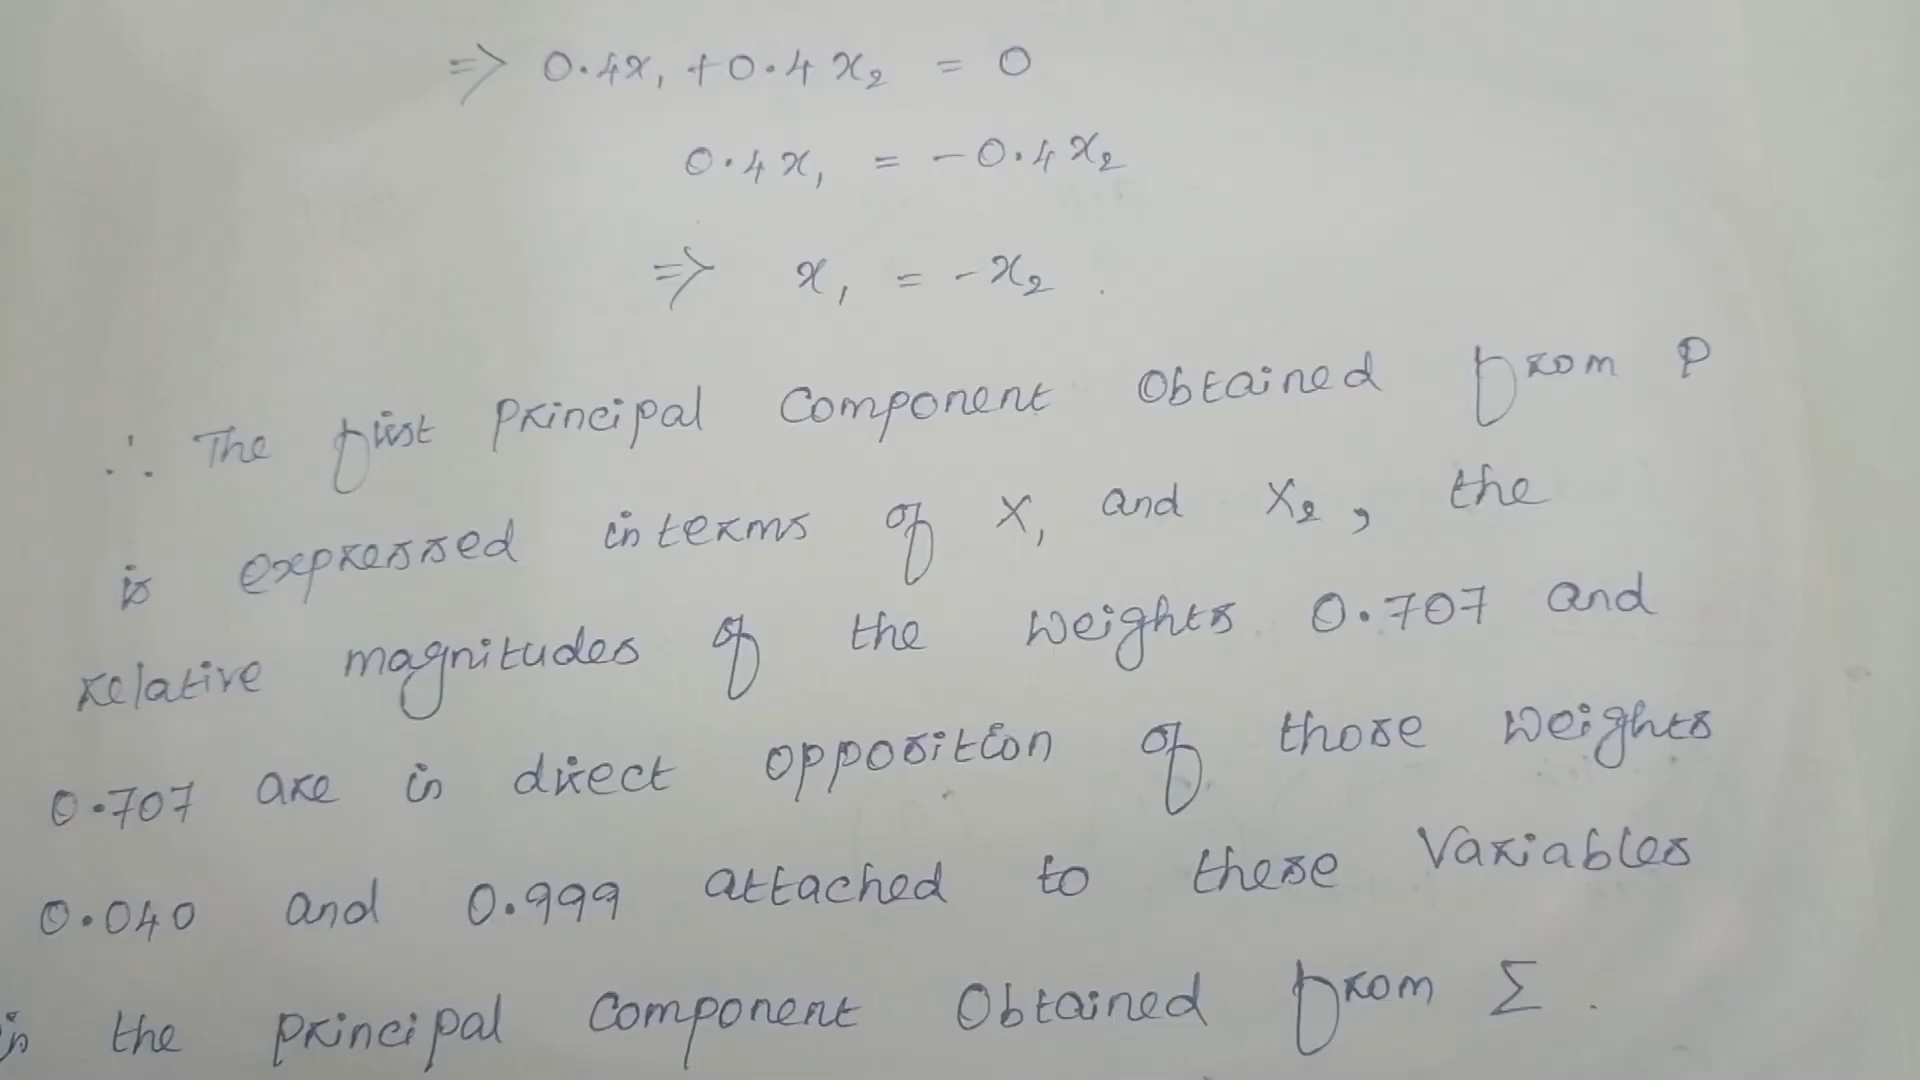 => 0.4x₁ + 0.4x₂ = 0
0.4x₁ = -0.4x₂
=> x₁ = -x₂.
∴ The first principal component obtained from P
is expressed in terms of X₁ and X₂, the
relative magnitudes of the weights 0.707 and
0.707 are in direct opposition of those weights
0.040 and 0.999 attached to these variables
in the principal component obtained from Σ.